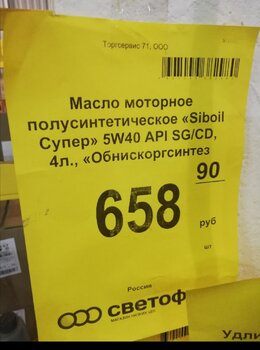 Торгсервис 71, ООО
Масло моторное
полусинтетическое «Siboil
Супер» 5W40 API SG/CD,
4л., «Обнискоргсинтез
658 90
руб
шт
Россия
светоф
Удли